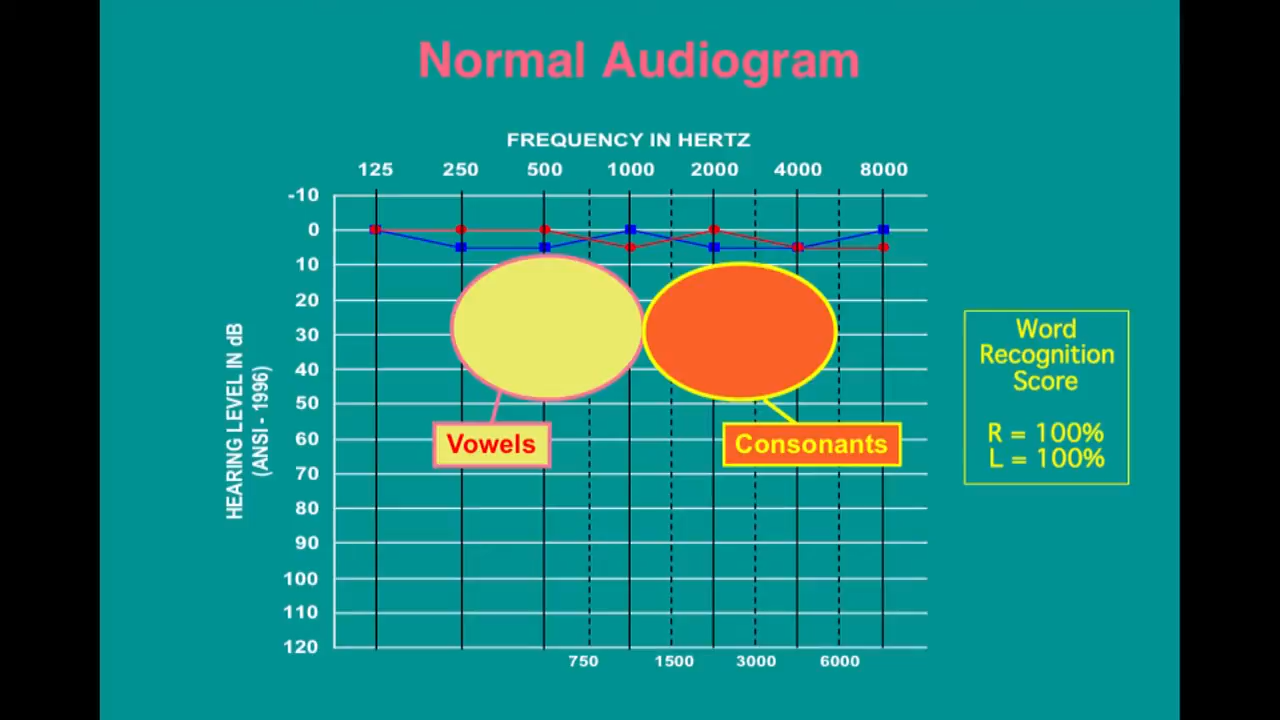 Normal Audiogram
FREQUENCY IN HERTZ
125 250 500 1000 2000 4000 8000
-10
0
10
20
30
40
50
60
70
80
90
100
110
120
HEARING LEVEL IN dB
(ANSI - 1996)
Vowels
Consonants
750 1500 3000 6000
Word
Recognition
Score
R = 100%
L = 100%